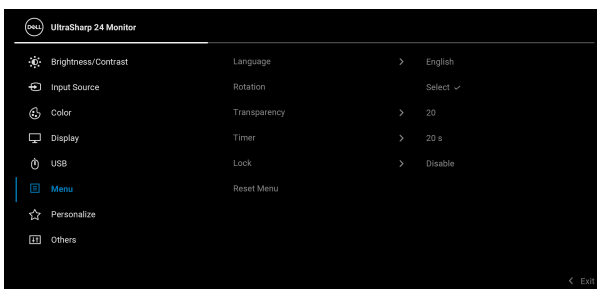 DELL UltraSharp 24 Monitor
Brightness/Contrast Language > English
Input Source Rotation Select ✓
Color Transparency > 20
Display Timer > 20 s
USB Lock > Disable
Menu Reset Menu
Personalize
Others
< Exit